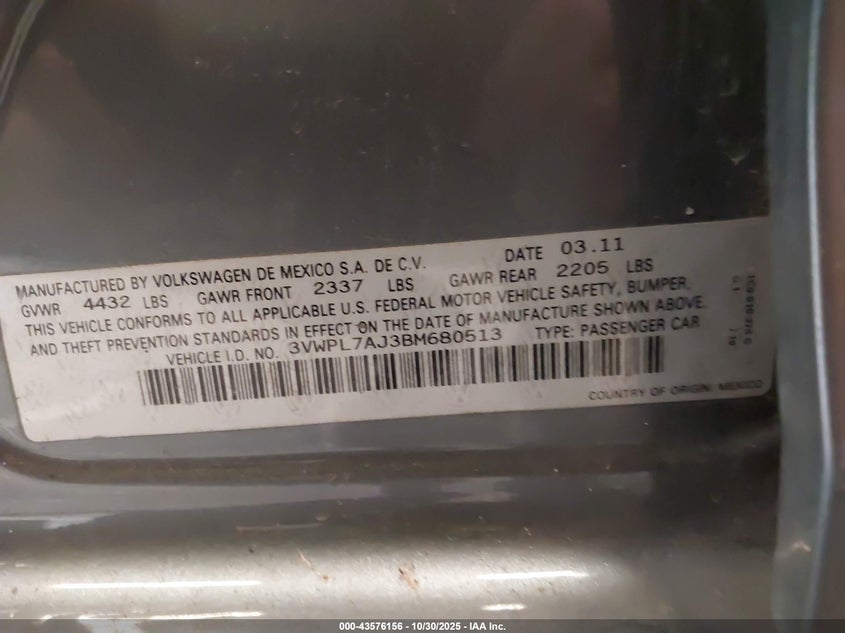 MANUFACTURED BY VOLKSWAGEN DE MEXICO S.A. DE C.V. DATE 03.11
GVWR 4432 LBS GAWR FRONT 2337 LBS GAWR REAR 2205 LBS
THIS VEHICLE CONFORMS TO ALL APPLICABLE U.S. FEDERAL MOTOR VEHICLE SAFETY, BUMPER,
AND THEFT PREVENTION STANDARDS IN EFFECT ON THE DATE OF MANUFACTURE SHOWN ABOVE.
VEHICLE I.D. NO. 3VWPL7AJ3BM680513 TYPE: PASSENGER CAR
COUNTRY OF ORIGIN: MEXICO
000-43576156 - 10/30/2025 - IAA Inc.